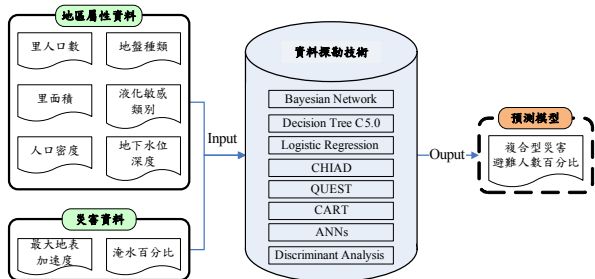 地區屬性資料
里人口數
地盤種類
里面積
液化敏感
類別
人口密度
地下水位
深度
災害資料
最大地表
加速度
淹水百分比
Input
資料探勘技術
Bayesian Network
Decision Tree C5.0
Logistic Regression
CHIAD
QUEST
CART
ANNs
Discriminant Analysis
Ouput
預測模型
複合型災害
避難人數百分比